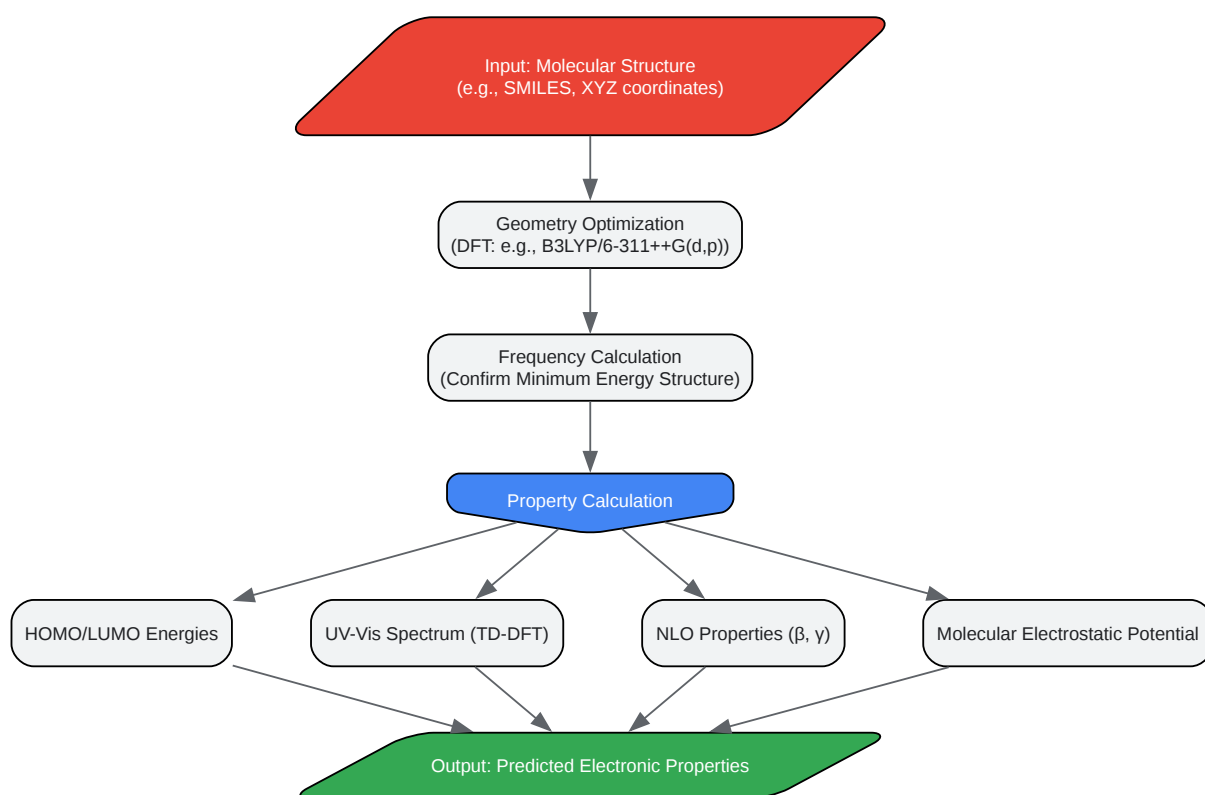 Input: Molecular Structure
(e.g., SMILES, XYZ coordinates)
Geometry Optimization
(DFT: e.g., B3LYP/6-311++G(d,p))
Frequency Calculation
(Confirm Minimum Energy Structure)
Property Calculation
HOMO/LUMO Energies
UV-Vis Spectrum (TD-DFT)
NLO Properties (β, γ)
Molecular Electrostatic Potential
Output: Predicted Electronic Properties